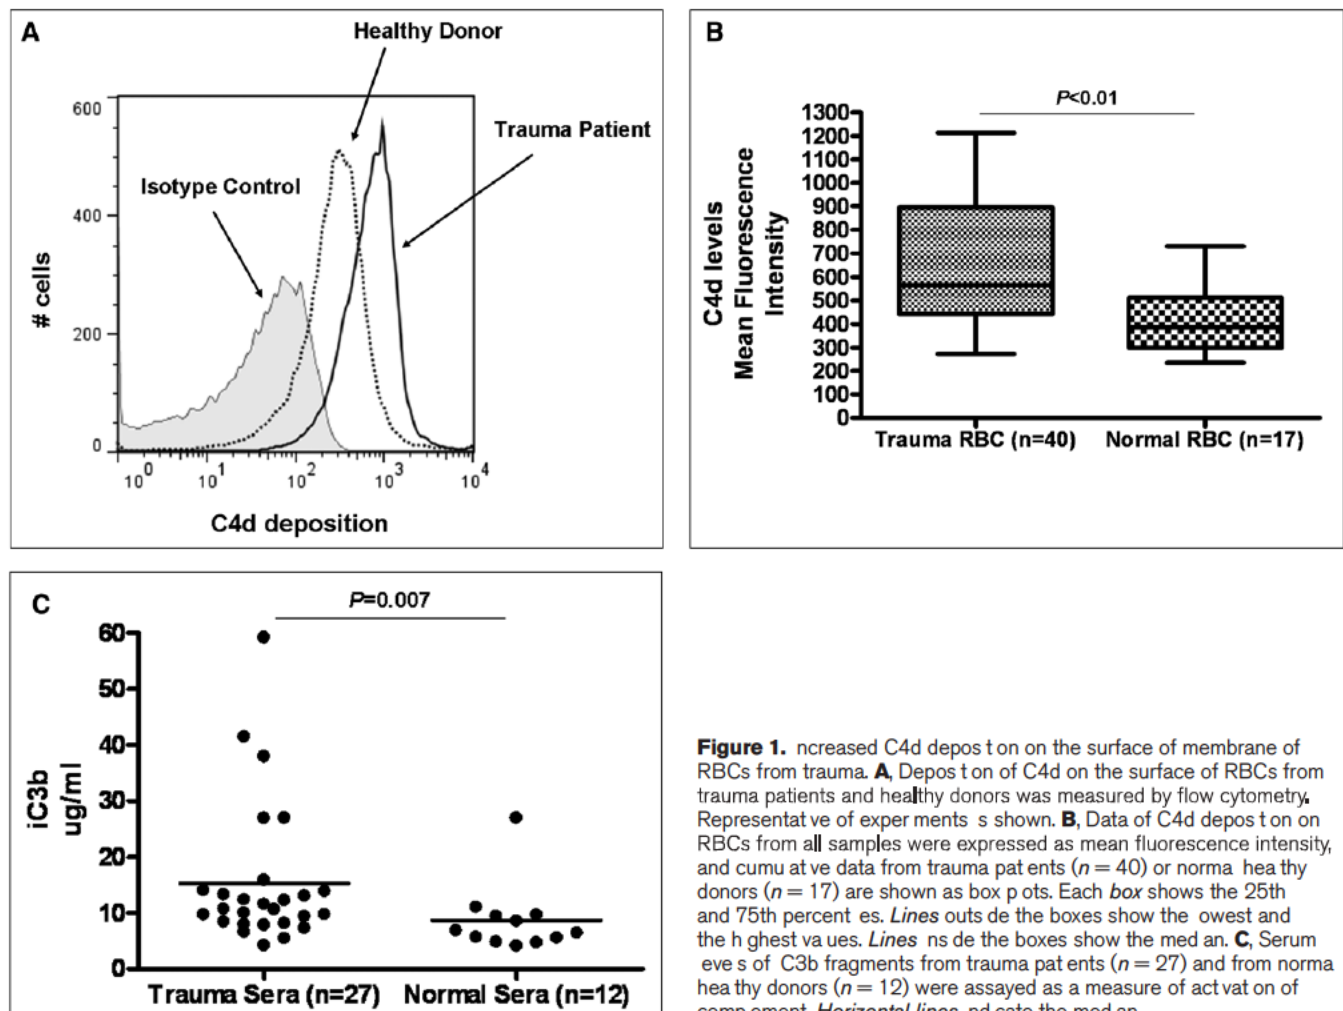 A
Healthy Donor
Trauma Patient
Isotype Control
600
400
200
0
# cells
10^0 10^1 10^2 10^3 10^4
C4d deposition
B
P<0.01
1300
1200
1100
1000
900
800
700
600
500
400
300
200
100
0
C4d levels
Mean Fluorescence
Intensity
Trauma RBC (n=40) Normal RBC (n=17)
C
P=0.007
60
50
40
30
20
10
0
iC3b
ug/ml
Trauma Sera (n=27) Normal Sera (n=12)
Figure 1. ncreased C4d depos t on on the surface of membrane of
RBCs from trauma. A, Depos t on of C4d on the surface of RBCs from
trauma patients and healthy donors was measured by flow cytometry.
Representat ve of exper ments s shown. B, Data of C4d depos t on on
RBCs from all samples were expressed as mean fluorescence intensity,
and cumu at ve data from trauma pat ents (n = 40) or norma hea thy
donors (n = 17) are shown as box p ots. Each box shows the 25th
and 75th percent es. Lines outs de the boxes show the owest and
the h ghest va ues. Lines ns de the boxes show the med an. C, Serum
eve s of C3b fragments from trauma pat ents (n = 27) and from norma
hea thy donors (n = 12) were assayed as a measure of act vat on of
comp ement. Horizontal lines nd cate the med an